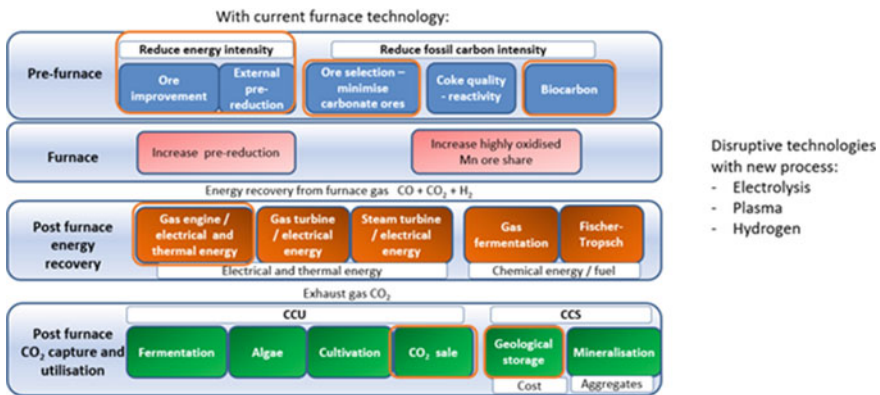 With current furnace technology:
Reduce energy intensity
Reduce fossil carbon intensity
Pre-furnace
Ore
improvement
External
pre-
reduction
Ore selection –
minimise
carbonate ores
Coke quality
- reactivity
Biocarbon
Furnace
Increase pre-reduction
Increase highly oxidised
Mn ore share
Energy recovery from furnace gas CO + CO₂ + H₂
Post furnace
energy
recovery
Gas engine /
electrical and
thermal energy
Gas turbine
/ electrical
energy
Steam turbine
/ electrical
energy
Gas
fermentation
Fischer-
Tropsch
Electrical and thermal energy
Chemical energy / fuel
Exhaust gas CO₂
CCU
CCS
Post furnace
CO₂ capture and
utilisation
Fermentation
Algae
Cultivation
CO₂ sale
Geological
storage
Mineralisation
Cost
Aggregates
Disruptive technologies
with new process:
- Electrolysis
- Plasma
- Hydrogen